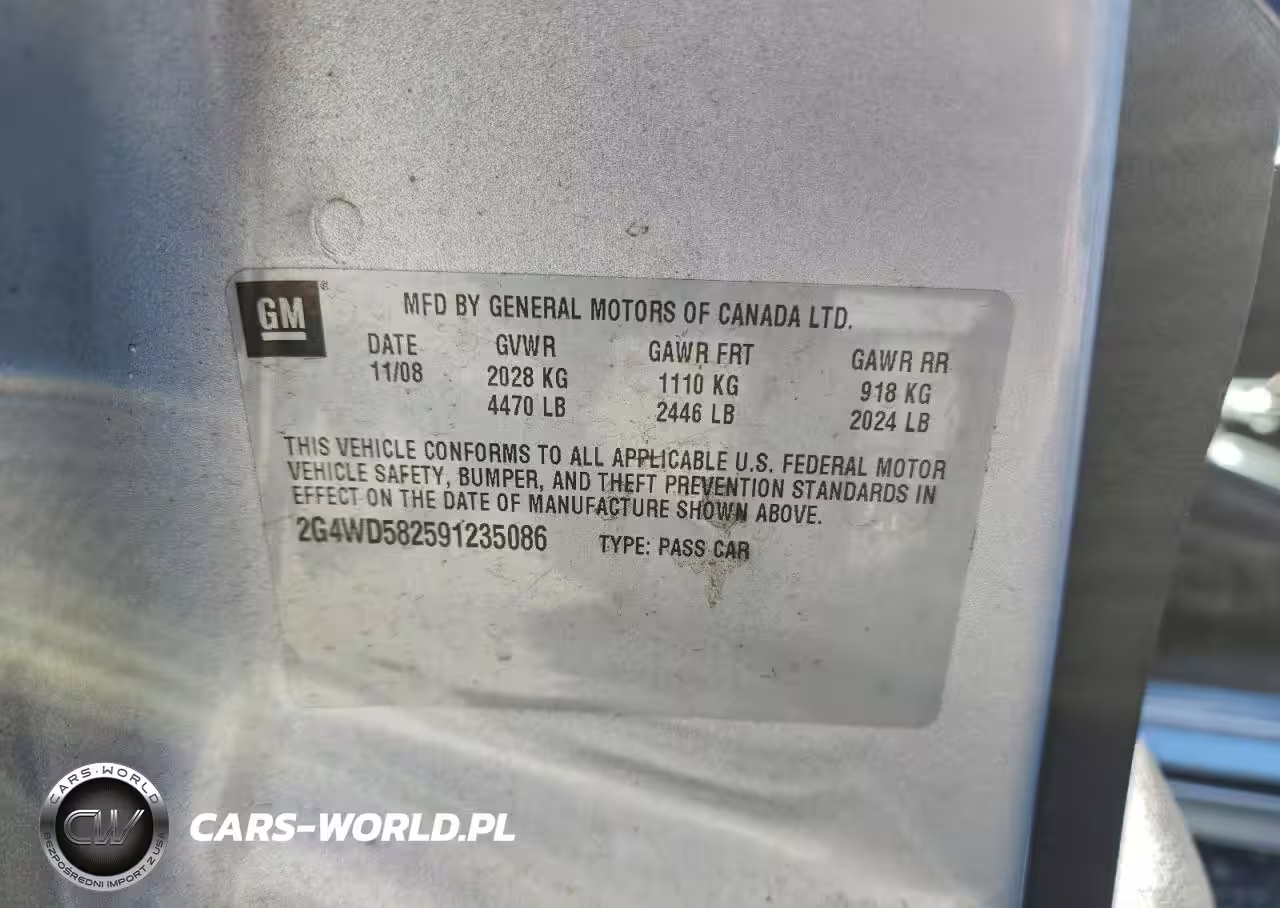 GM®
MFD BY GENERAL MOTORS OF CANADA LTD.
DATE GVWR GAWR FRT GAWR RR
11/08 2028 KG 1110 KG 918 KG
4470 LB 2446 LB 2024 LB
THIS VEHICLE CONFORMS TO ALL APPLICABLE U.S. FEDERAL MOTOR
VEHICLE SAFETY, BUMPER, AND THEFT PREVENTION STANDARDS IN
EFFECT ON THE DATE OF MANUFACTURE SHOWN ABOVE.
2G4WD582591235086 TYPE: PASS CAR
CARS-WORLD
CW
BEZPOŚREDNI IMPORT Z USA
CARS-WORLD.PL